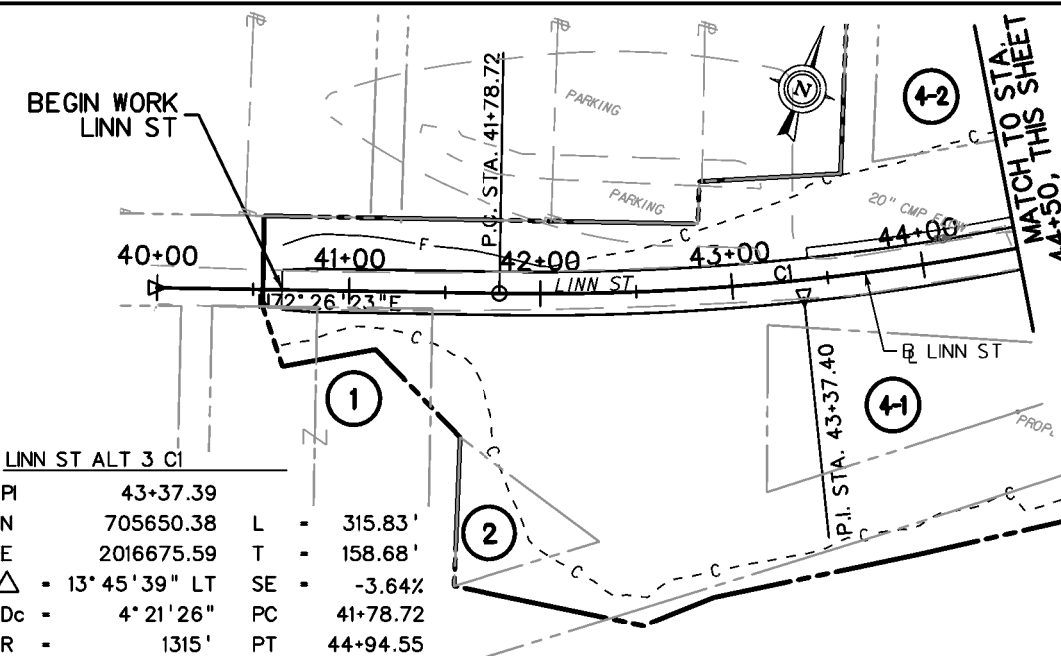 BEGIN WORK
LINN ST
P.C. STA. 41+78.72
PARKING
PARKING
N
4-2
MATCH TO STA.
44+50, THIS SHEET
20" CMP
C
C
F
40+00
41+00
42+00
43+00
44+00
LINN ST
C1
72°26'23"E
C
C
1
2
4-1
P.I. STA. 43+37.40
LINN ST
C
C
C
C
C
LINN ST ALT 3 C1
PI 43+37.39
N 705650.38 L = 315.83'
E 2016675.59 T = 158.68'
△ = 13°45'39" LT SE = -3.64%
Dc = 4°21'26" PC 41+78.72
R = 1315' PT 44+94.55